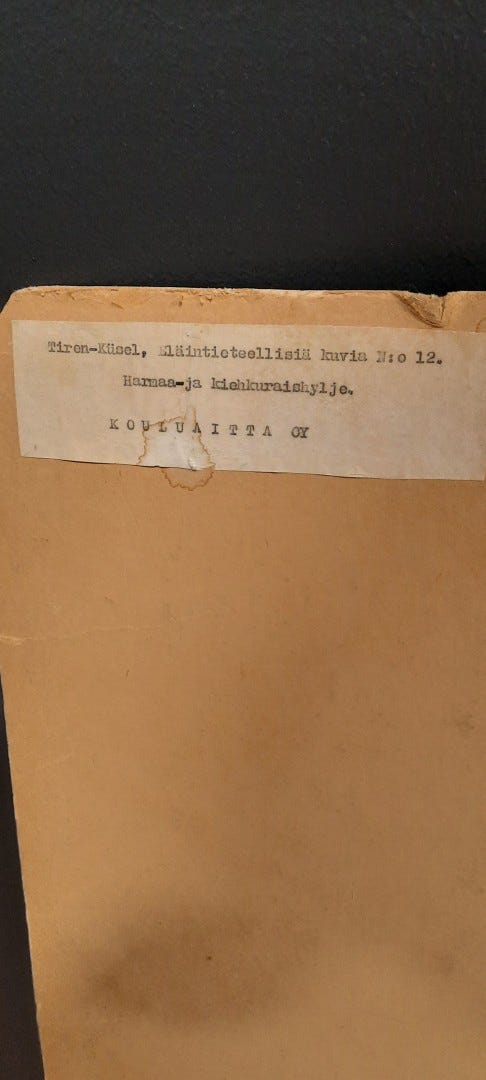 Tiren-Küsel, Eläintieteellisiä kuvia N:o 12.
Harmaa-ja kiehkuraishylje.
KOULUAITTA OY